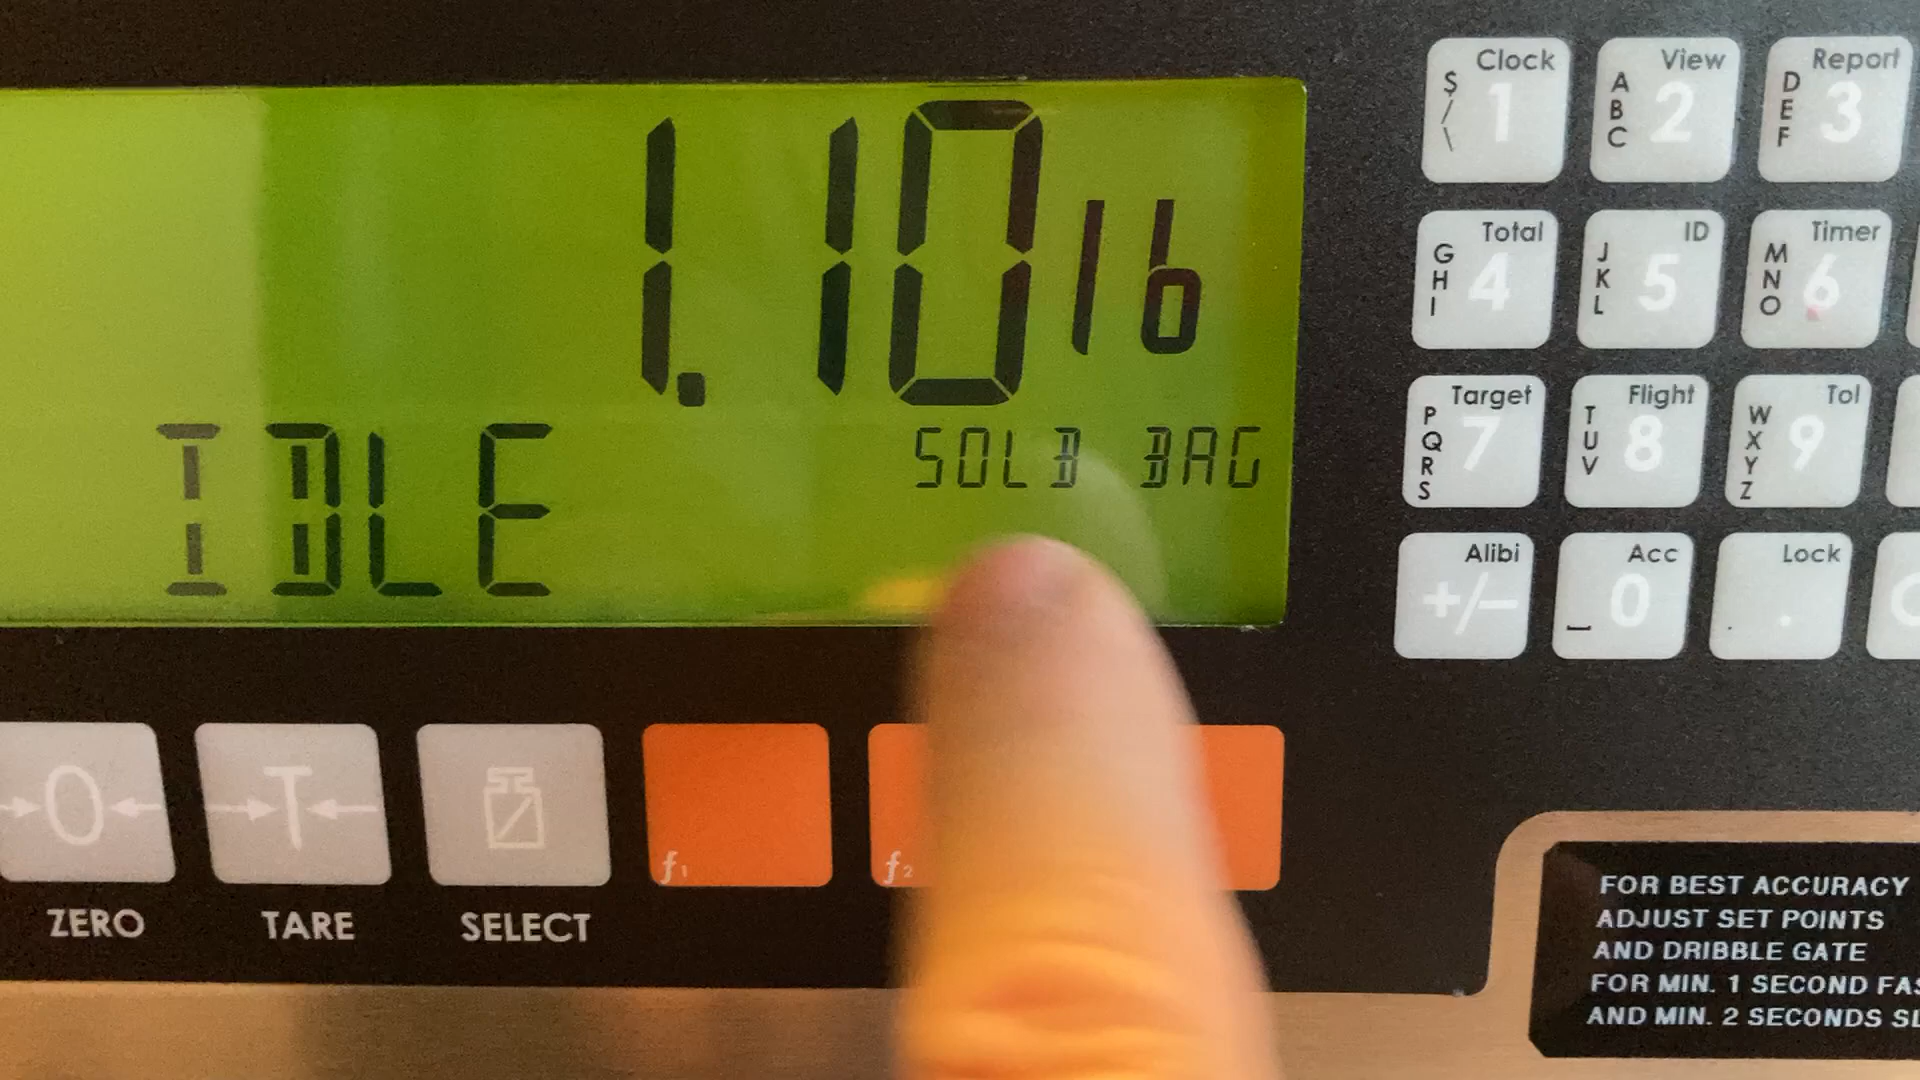 1.10 lb
IDLE
50LB BAG
ZERO
TARE
SELECT
f1
f2
→0←
→T←
Clock
$ / \ 1
View
A B C 2
Report
D E F 3
Total
G H I 4
ID
J K L 5
Timer
M N O 6
Target
P Q R S 7
Flight
T U V 8
Tol
W X Y Z 9
Alibi
+/−
Acc
_ 0
Lock
. .
FOR BEST ACCURACY
ADJUST SET POINTS
AND DRIBBLE GATE
FOR MIN. 1 SECOND
AND MIN. 2 SECONDS